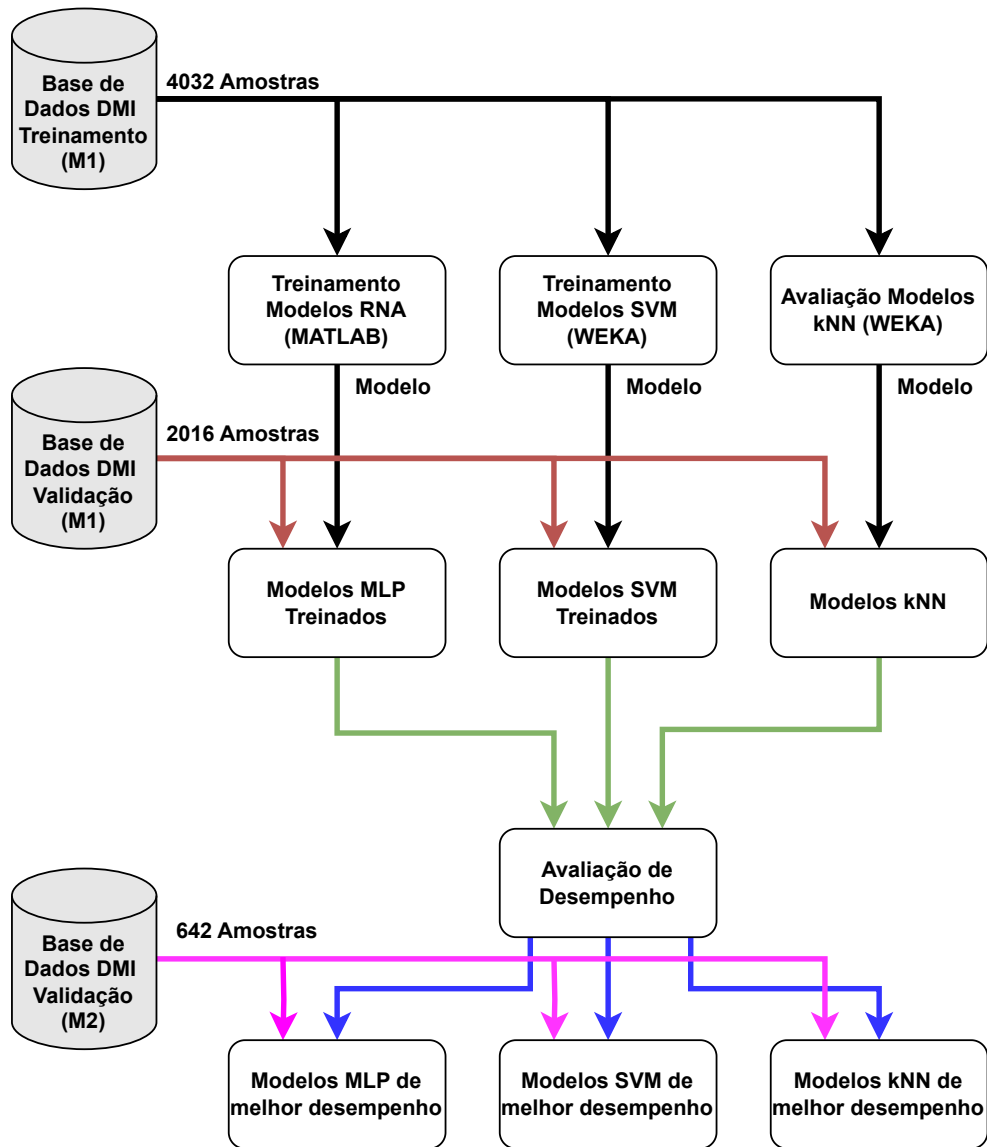 4032 Amostras
Base de
Dados DMI
Treinamento
(M1)
Treinamento
Modelos RNA
(MATLAB)
Treinamento
Modelos SVM
(WEKA)
Avaliação Modelos
kNN (WEKA)
Modelo
Modelo
Modelo
2016 Amostras
Base de
Dados DMI
Validação
(M1)
Modelos MLP
Treinados
Modelos SVM
Treinados
Modelos kNN
Avaliação de
Desempenho
642 Amostras
Base de
Dados DMI
Validação
(M2)
Modelos MLP de
melhor desempenho
Modelos SVM de
melhor desempenho
Modelos kNN de
melhor desempenho